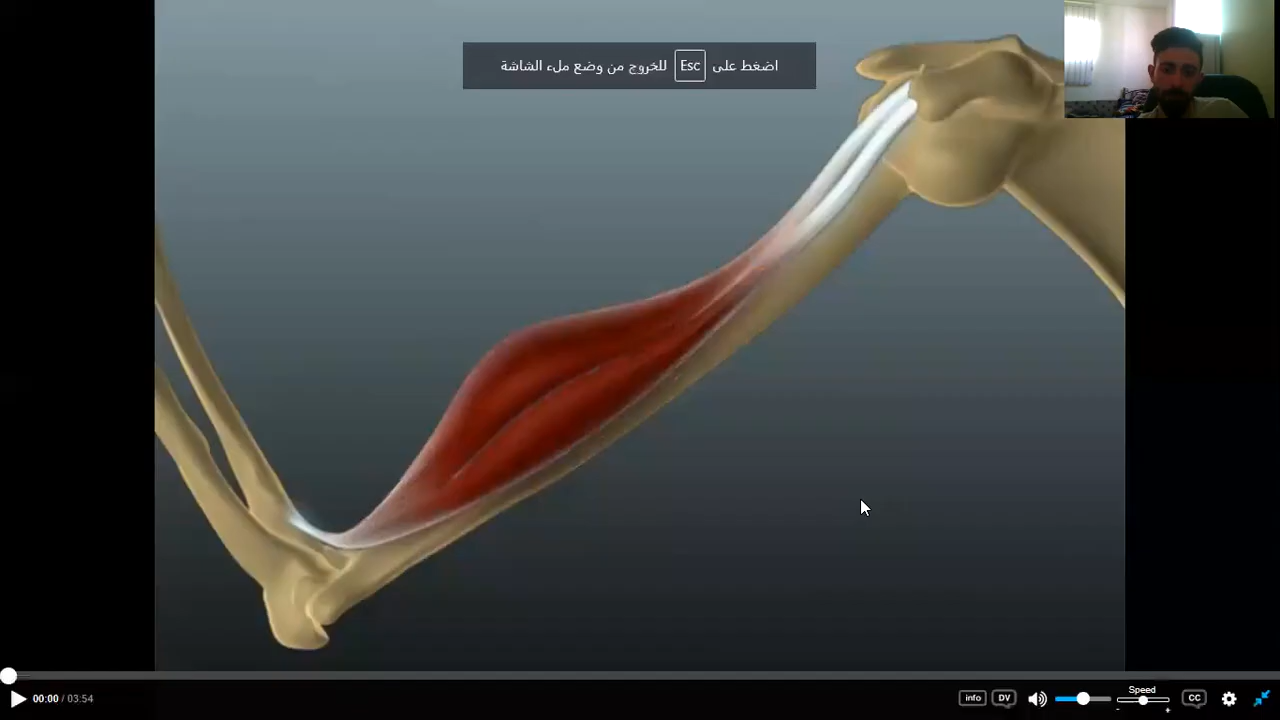 اضغط على Esc للخروج من وضع ملء الشاشة
00:00 / 03:54
info DV Speed CC
- +